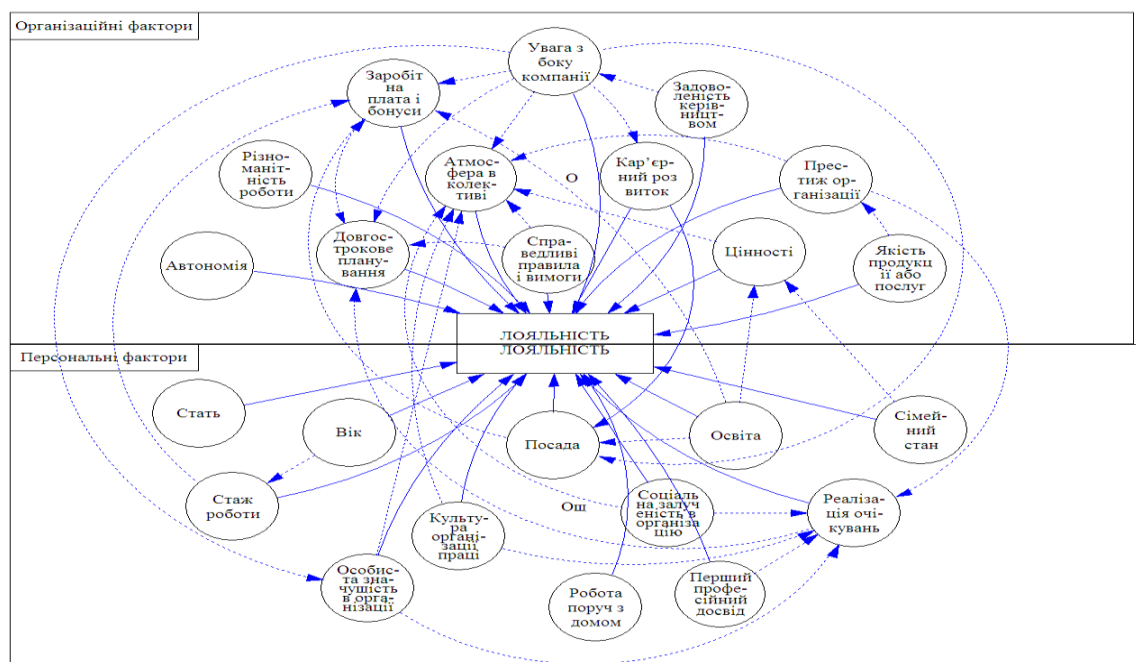 Організаційні фактори
Увага з
боку
компанії
Заробіт
на
плата і
бонуси
Задово-
леність
керів-
ництвом
Різно-
манітн-
ність
роботи
Атмос-
фера в
колек-
тиві
О
Кар’єр-
ний роз
виток
Прес-
тиж ор-
ганізації
Автономія
Довгос-
трокове
плану-
вання
Спра-
ведливі
правила
і вимоги
Цінності
Якість
продукц
ії або
послуг
ЛОЯЛЬНІСТЬ
Персональні фактори
ЛОЯЛЬНІСТЬ
Стать
Вік
Посада
Освіта
Сімей-
ний
стан
Стаж
роботи
Культу-
ра
органі-
зації
праці
Ош
Соціаль
на залуч
еність в
організа
цію
Реаліза-
ція очі-
кувань
Особис-
та зна-
чушість
в орга-
нізації
Робота
поруч з
домом
Перший
профе-
сійний
досвід